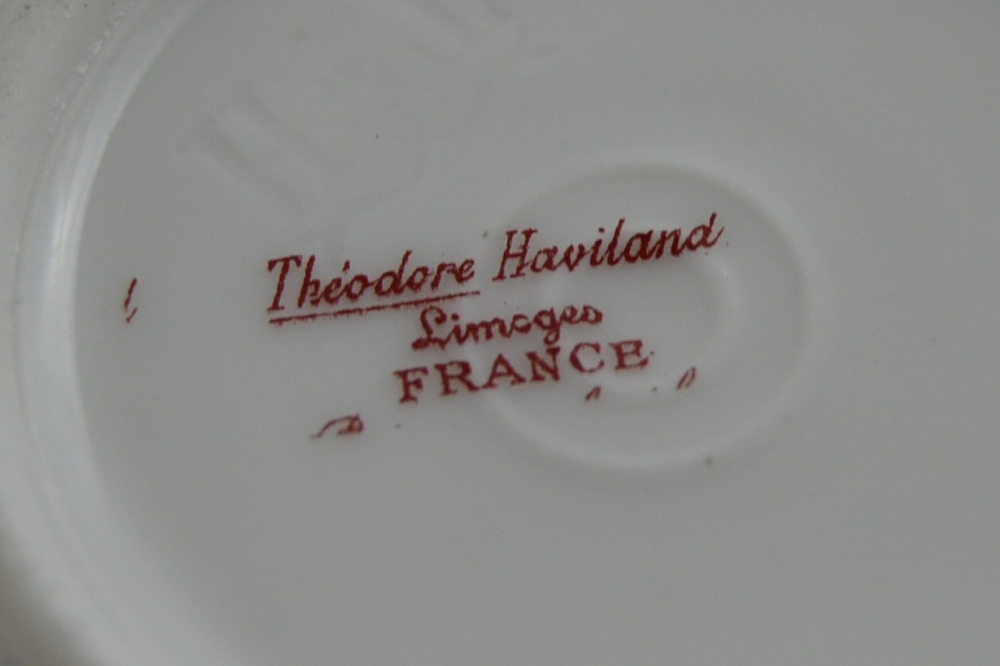 Théodore Haviland
Limoges
FRANCE